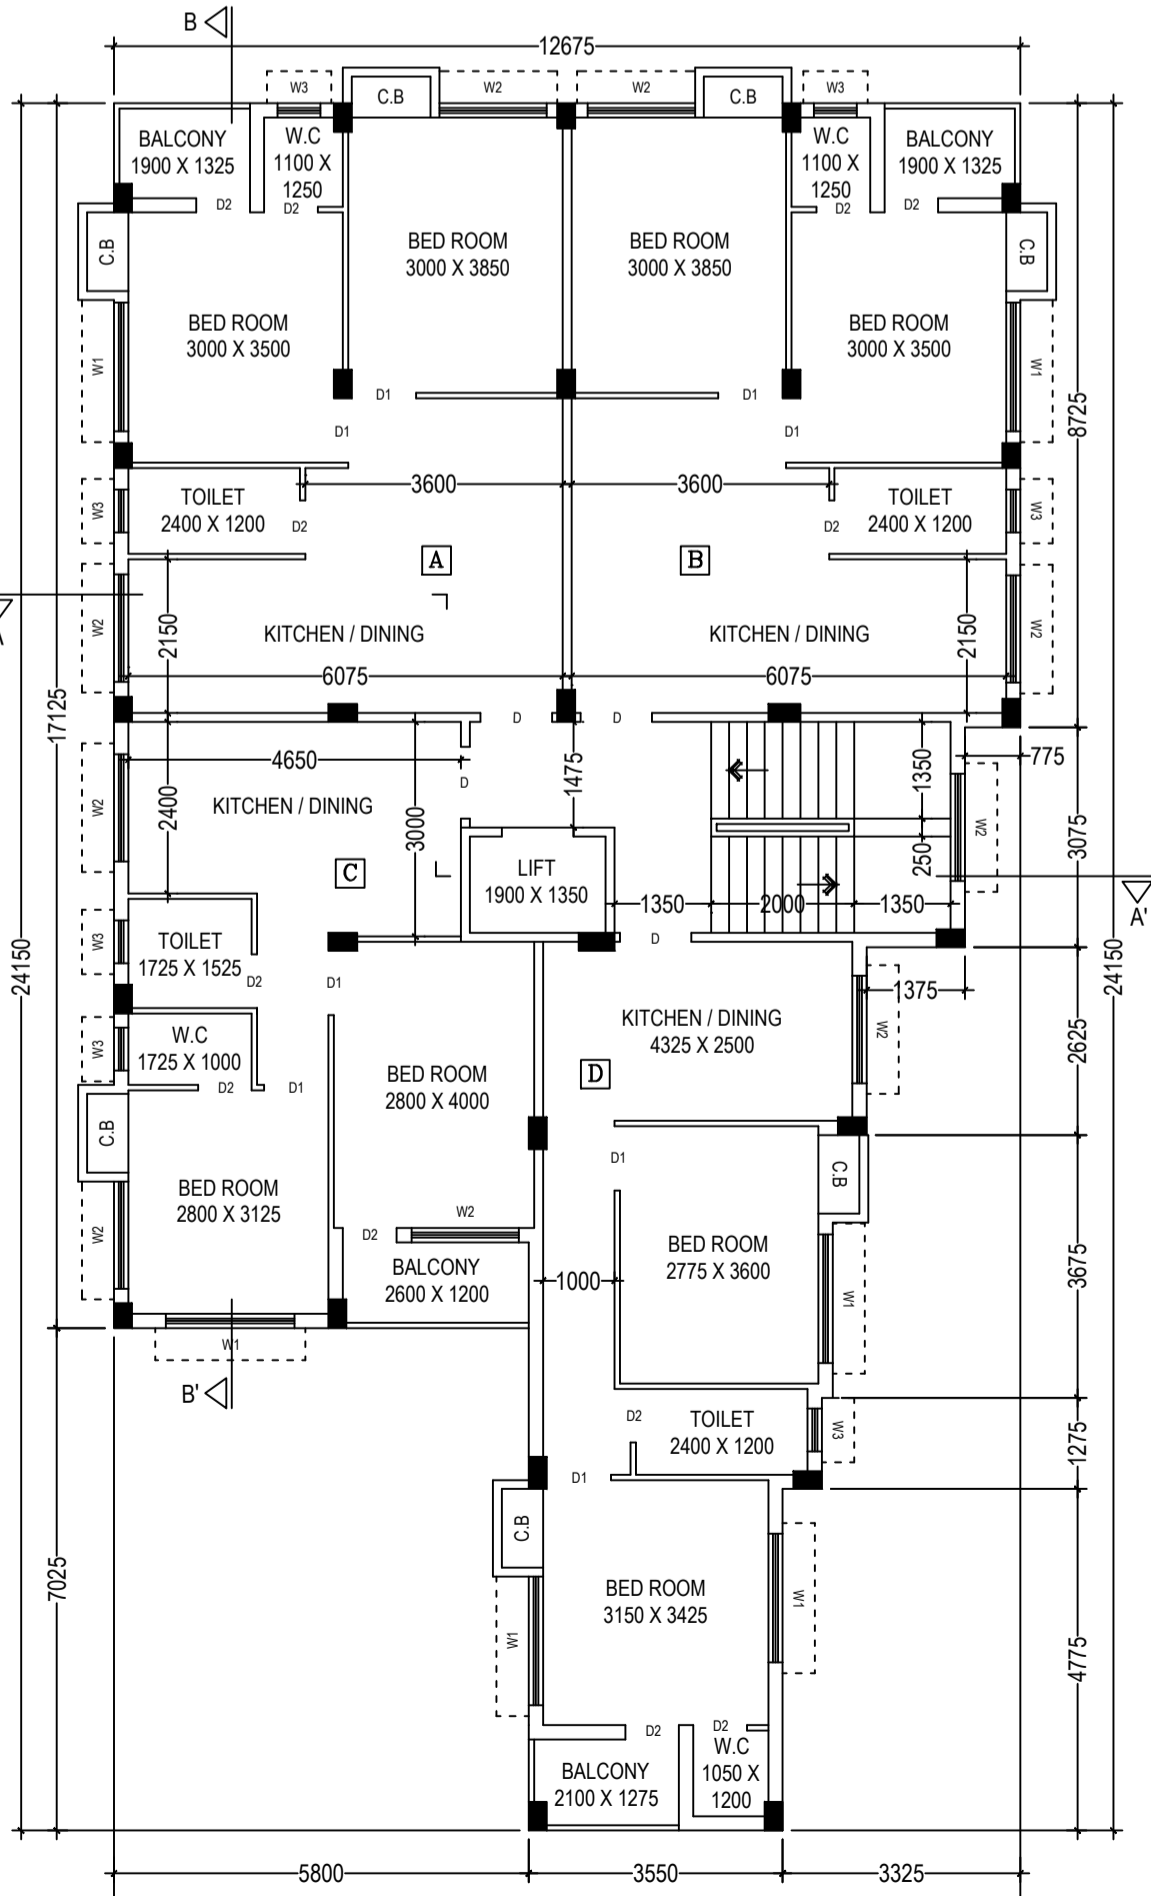 B
12675
W3
W2
W2
W3
C.B
C.B
BALCONY
1900 X 1325
W.C
1100 X
1250
W.C
1100 X
1250
BALCONY
1900 X 1325
D2
D2
D2
D2
C.B
BED ROOM
3000 X 3850
BED ROOM
3000 X 3850
C.B
BED ROOM
3000 X 3500
BED ROOM
3000 X 3500
W1
W1
D1
D1
8725
D1
D1
TOILET
2400 X 1200
3600
3600
TOILET
2400 X 1200
W3
W3
D2
D2
A
B
2150
KITCHEN / DINING
KITCHEN / DINING
2150
W2
W2
6075
6075
17125
D
D
4650
1475
1350
775
D
W2
2400
KITCHEN / DINING
3000
W2
3075
250
C
LIFT
1900 X 1350
1350
2000
1350
A'
24150
24150
TOILET
1725 X 1525
W3
D
D2
D1
1375
KITCHEN / DINING
4325 X 2500
W2
2625
W.C
1725 X 1000
W3
BED ROOM
2800 X 4000
D
D2
D1
C.B
D1
C.B
BED ROOM
2800 X 3125
W2
W2
D2
BED ROOM
2775 X 3600
BALCONY
2600 X 1200
1000
3675
W1
W1
B'
D2
TOILET
2400 X 1200
W3
1275
D1
C.B
7025
BED ROOM
3150 X 3425
W1
W1
4775
D2
D2
W.C
1050 X
1200
BALCONY
2100 X 1275
5800
3550
3325